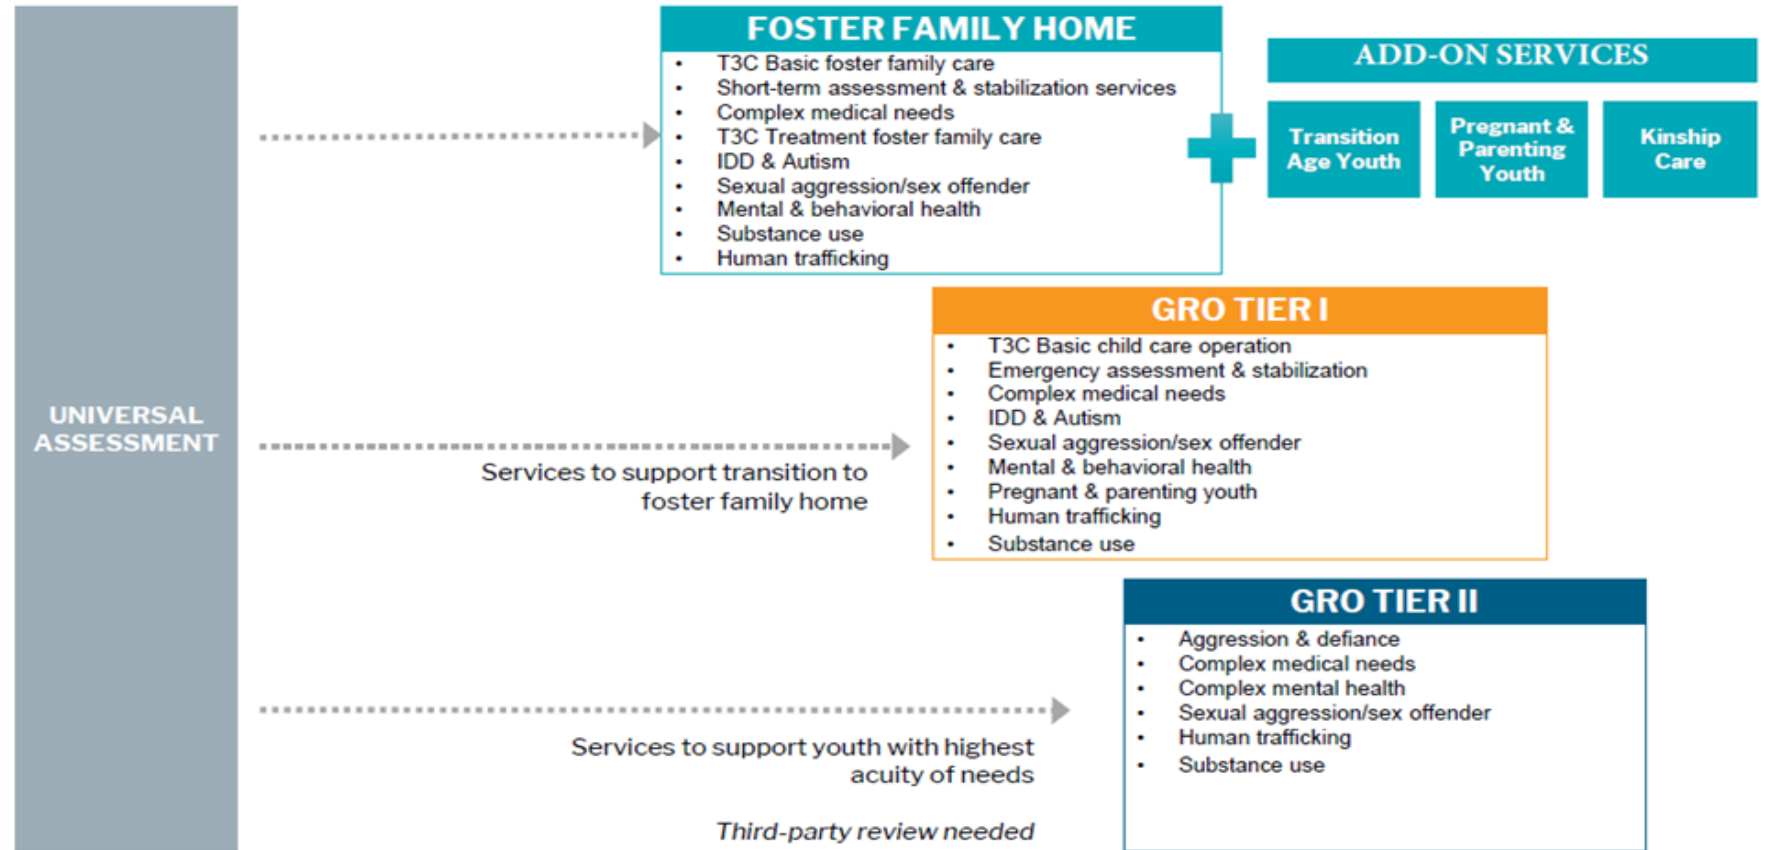 UNIVERSAL
ASSESSMENT
FOSTER FAMILY HOME
• T3C Basic foster family care
• Short-term assessment & stabilization services
• Complex medical needs
• T3C Treatment foster family care
• IDD & Autism
• Sexual aggression/sex offender
• Mental & behavioral health
• Substance use
• Human trafficking
ADD-ON SERVICES
Transition
Age Youth
Pregnant &
Parenting
Youth
Kinship
Care
Services to support transition to
foster family home
GRO TIER I
• T3C Basic child care operation
• Emergency assessment & stabilization
• Complex medical needs
• IDD & Autism
• Sexual aggression/sex offender
• Mental & behavioral health
• Pregnant & parenting youth
• Human trafficking
• Substance use
Services to support youth with highest
acuity of needs
Third-party review needed
GRO TIER II
• Aggression & defiance
• Complex medical needs
• Complex mental health
• Sexual aggression/sex offender
• Human trafficking
• Substance use